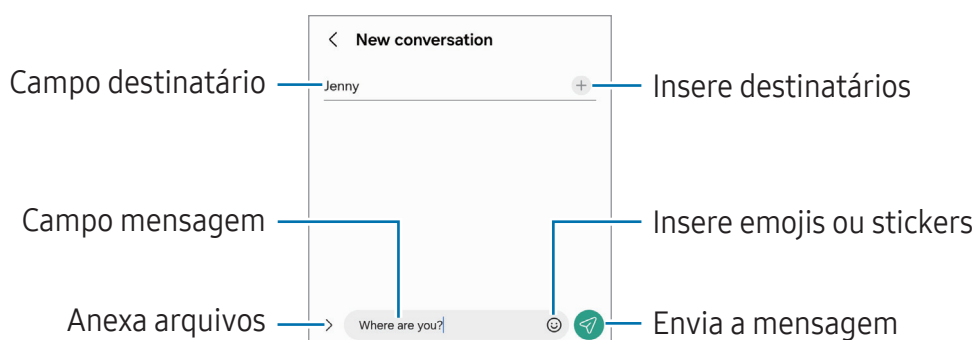 New conversation
Campo destinatário
Jenny
Insere destinatários
Campo mensagem
Insere emojis ou stickers
Anexa arquivos
Where are you?
Envia a mensagem